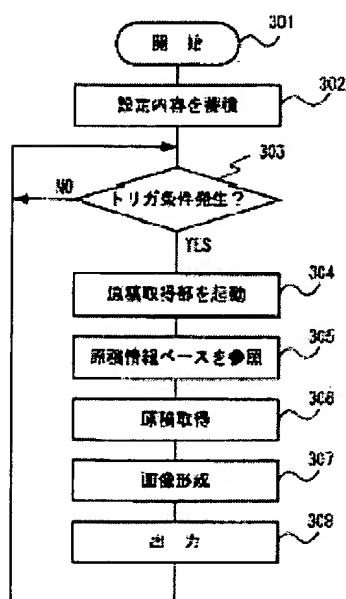 開 始
301
設定内容を蓄積
302
トリガ条件発生?
303
NO
YES
原稿取得部を起動
304
原稿情報ベースを参照
305
原稿取得
306
画像形成
307
出 力
308